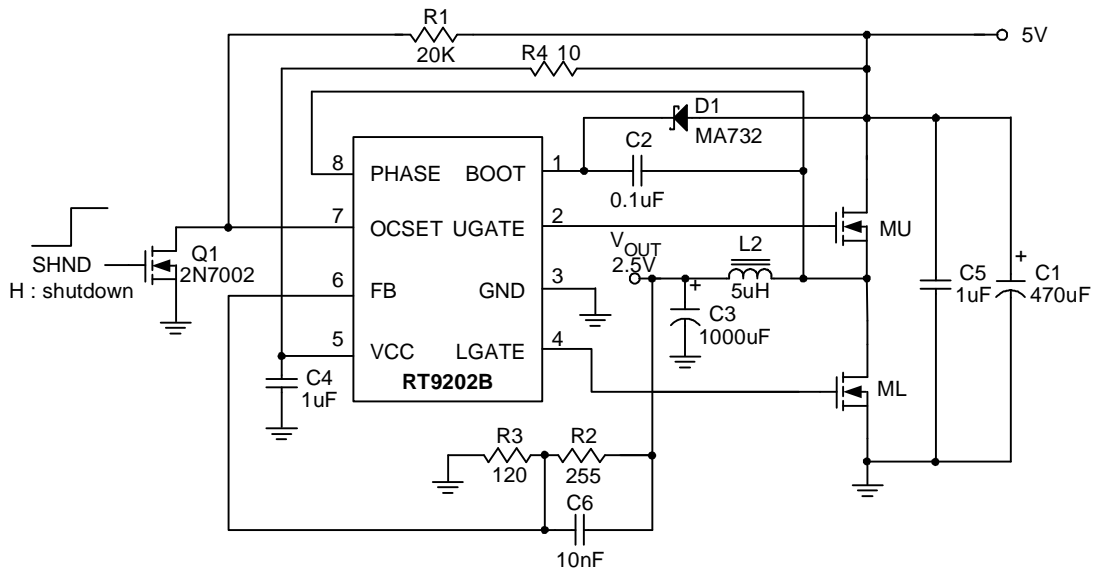 R1
20K
5V
R4 10
D1
MA732
C2
0.1uF
8 PHASE BOOT 1
7 OCSET UGATE 2
6 FB GND 3
5 VCC LGATE 4
RT9202B
SHND
H : shutdown
Q1
2N7002
MU
VOUT
2.5V
L2
5uH
C3
1000uF
+
C5
1uF
+
C1
470uF
ML
C4
1uF
R3
120
R2
255
C6
10nF